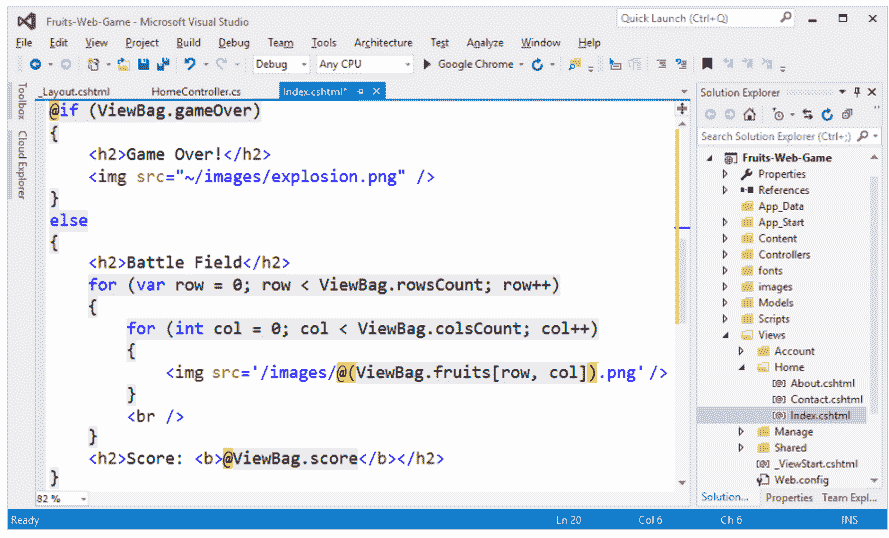 Fruits-Web-Game - Microsoft Visual Studio
Quick Launch (Ctrl+Q)
File Edit View Project Build Debug Team Tools Architecture Test Analyze Window Help
Debug Any CPU Google Chrome
Toolbox
Cloud Explorer
_Layout.cshtml HomeController.cs Index.cshtml*
@if (ViewBag.gameOver)
{
<h2>Game Over!</h2>
<img src="~/images/explosion.png" />
}
else
{
<h2>Battle Field</h2>
for (var row = 0; row < ViewBag.rowsCount; row++)
{
for (int col = 0; col < ViewBag.colsCount; col++)
{
<img src='/images/@(ViewBag.fruits[row, col]).png' />
}
<br />
}
<h2>Score: <b>@ViewBag.score</b></h2>
}
82 %
Solution Explorer
Search Solution Explorer (Ctrl+;)
Fruits-Web-Game
Properties
References
App_Data
App_Start
Content
Controllers
fonts
images
Models
Scripts
Views
Account
Home
About.cshtml
Contact.cshtml
Index.cshtml
Manage
Shared
_ViewStart.cshtml
Web.config
Solution... Properties Team Expl...
Ready Ln 20 Col 6 Ch 6 INS